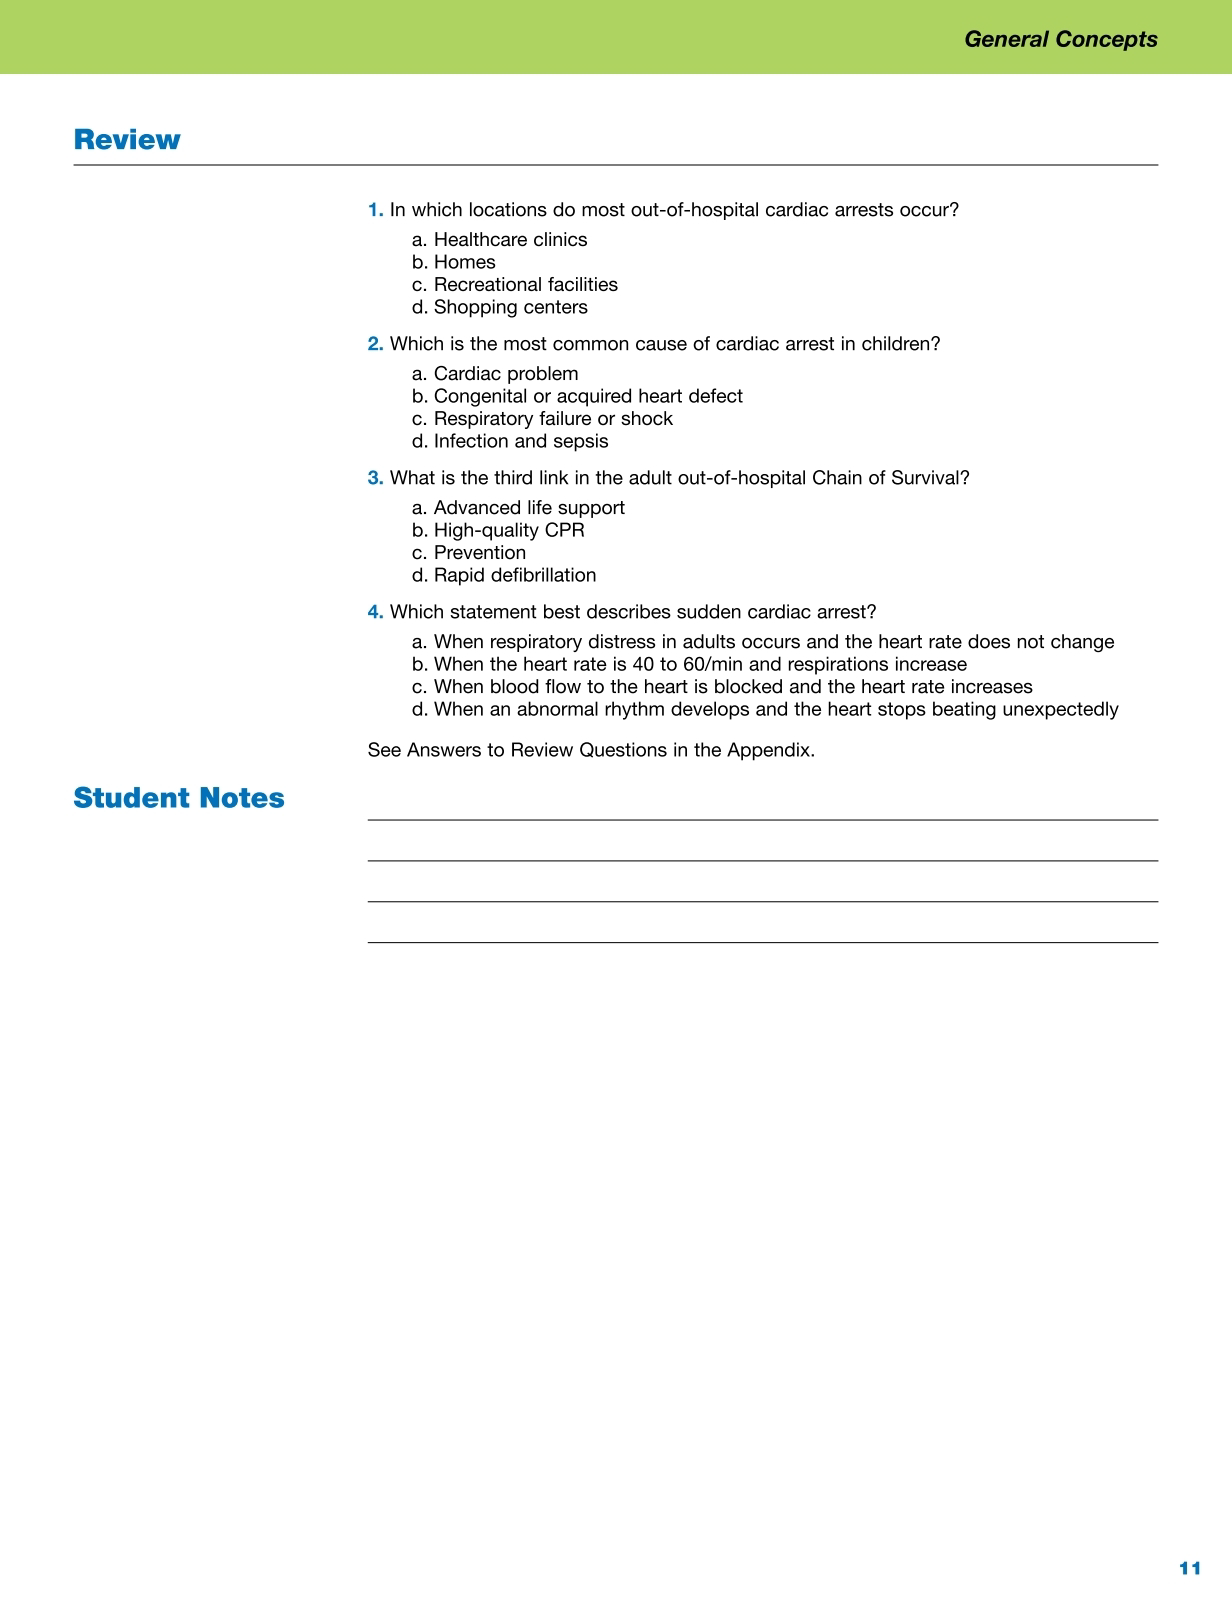 General Concepts
Review
1. In which locations do most out-of-hospital cardiac arrests occur?
a. Healthcare clinics
b. Homes
c. Recreational facilities
d. Shopping centers
2. Which is the most common cause of cardiac arrest in children?
a. Cardiac problem
b. Congenital or acquired heart defect
c. Respiratory failure or shock
d. Infection and sepsis
3. What is the third link in the adult out-of-hospital Chain of Survival?
a. Advanced life support
b. High-quality CPR
c. Prevention
d. Rapid defibrillation
4. Which statement best describes sudden cardiac arrest?
a. When respiratory distress in adults occurs and the heart rate does not change
b. When the heart rate is 40 to 60/min and respirations increase
c. When blood flow to the heart is blocked and the heart rate increases
d. When an abnormal rhythm develops and the heart stops beating unexpectedly
See Answers to Review Questions in the Appendix.
Student Notes
11